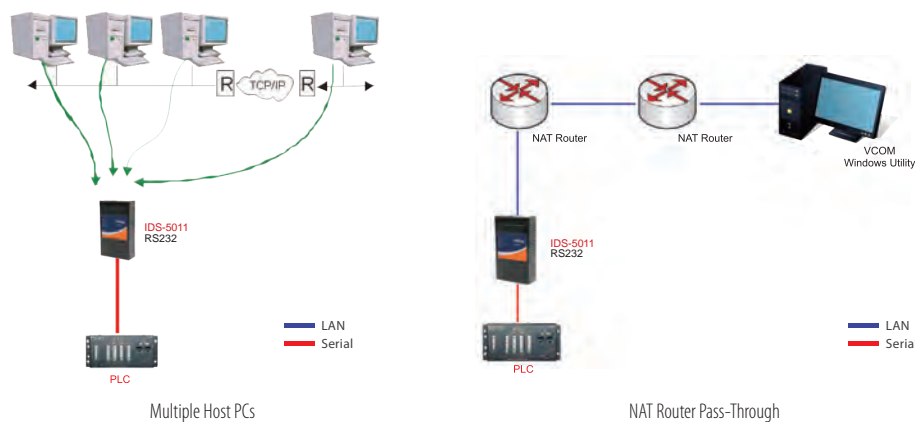 R
TCP/IP
R
IDS-5011
RS232
LAN
Serial
PLC
Multiple Host PCs
NAT Router
NAT Router
VCOM
Windows Utility
IDS-5011
RS232
LAN
Seria
PLC
NAT Router Pass-Through